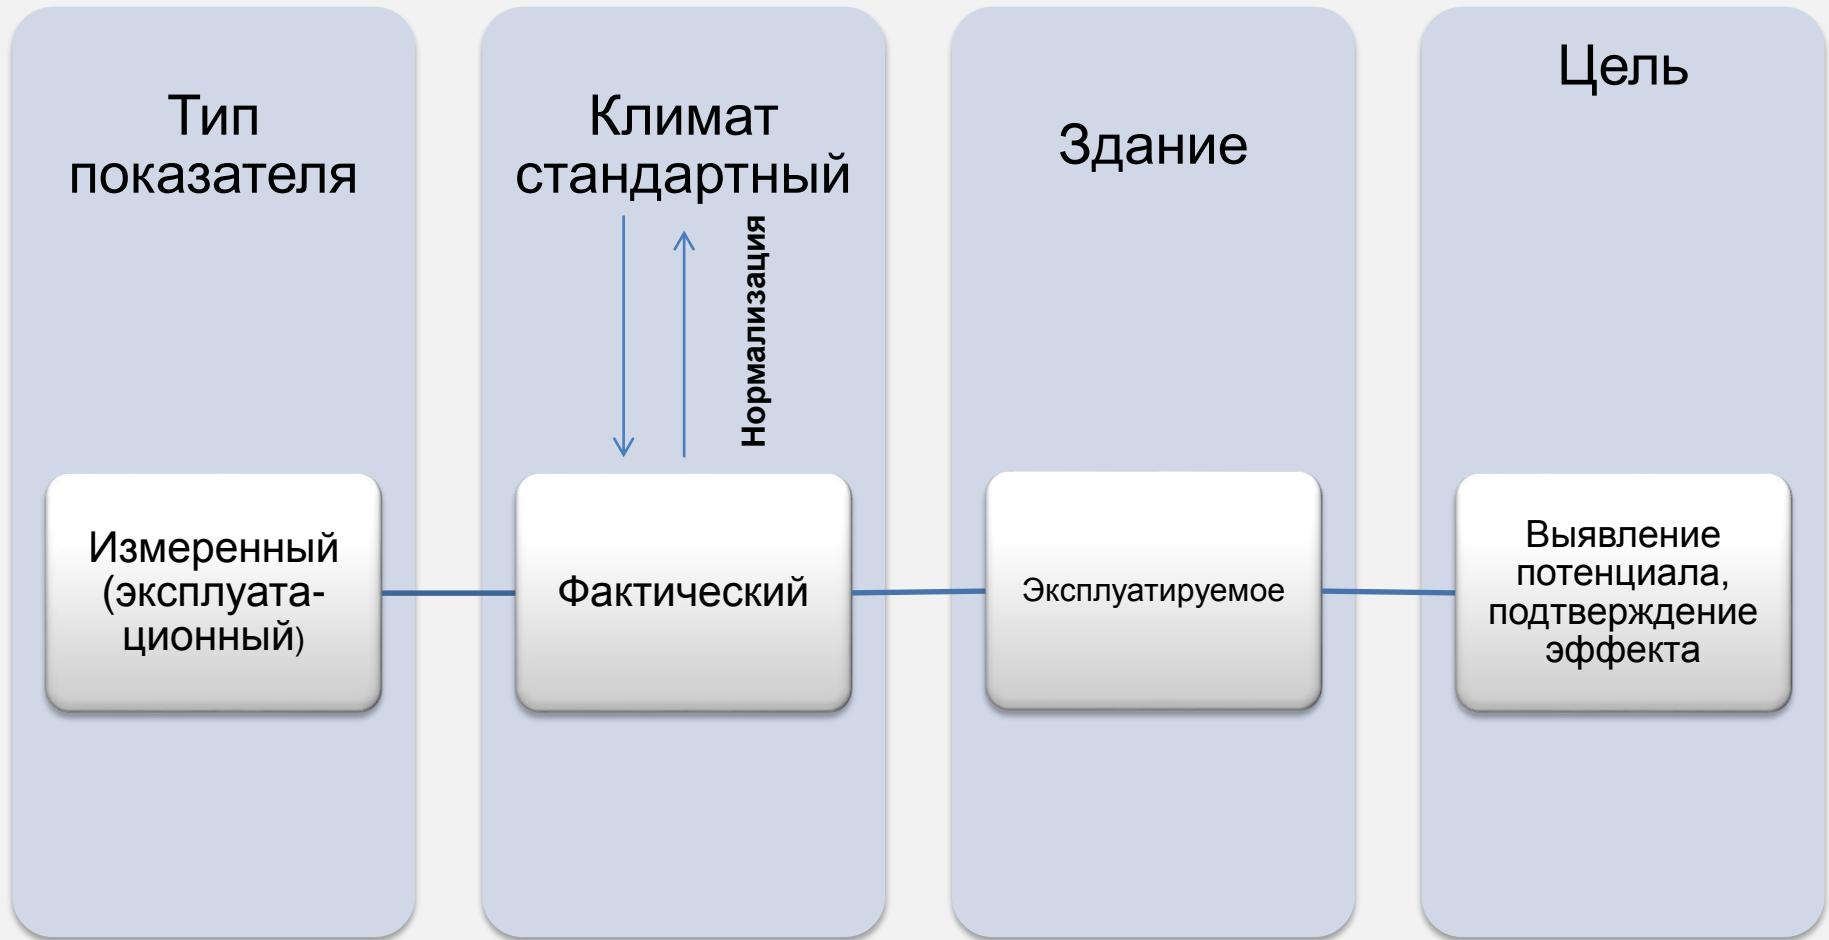 Тип
показателя
Климат
стандартный
Здание
Цель
Нормализация
Измеренный
(эксплуата-
ционный)
Фактический
Эксплуатируемое
Выявление
потенциала,
подтверждение
эффекта